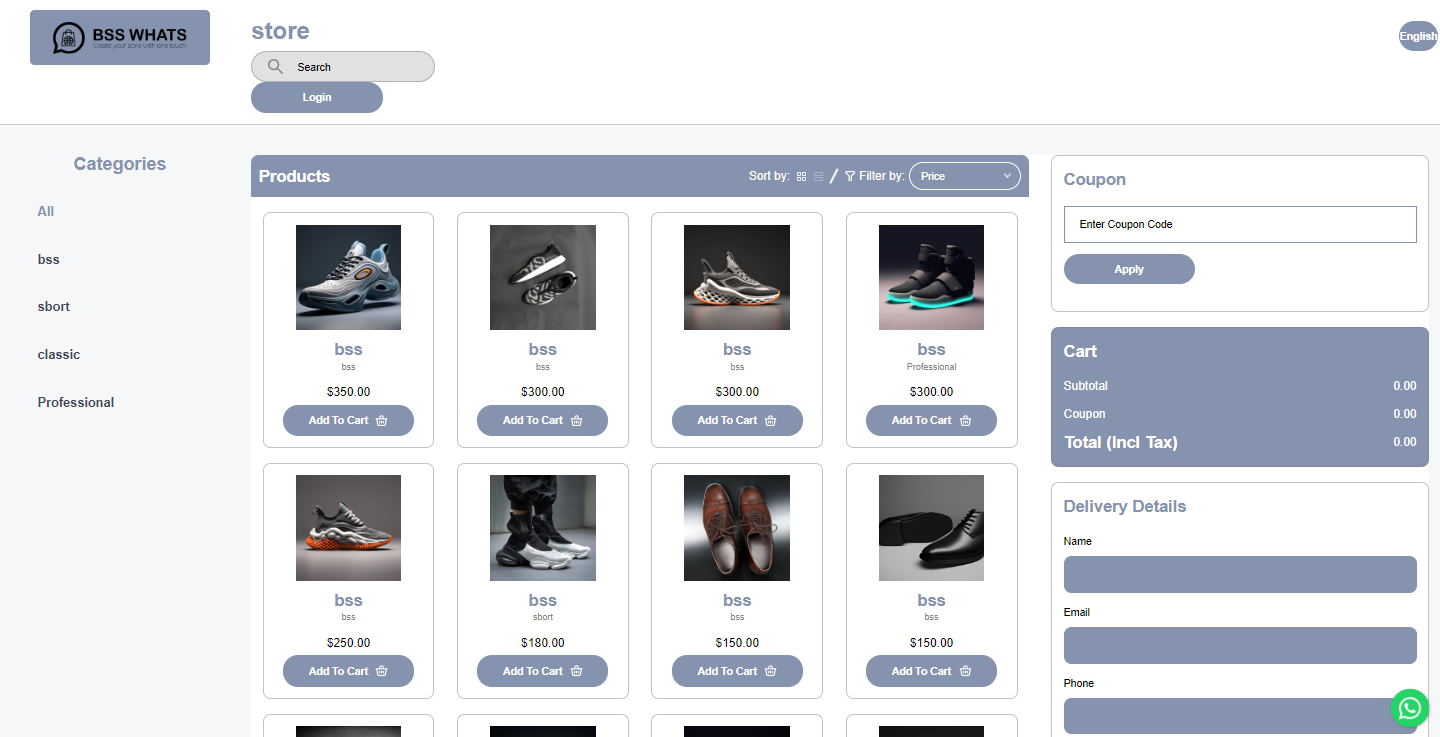 BSS WHATS
Create your store with one touch
store
English
Search
Login
Categories
All
bss
sbort
classic
Professional
Products
Sort by:
/
Filter by:
Price
bss
bss
$350.00
Add To Cart
bss
bss
$300.00
Add To Cart
bss
bss
$300.00
Add To Cart
bss
Professional
$300.00
Add To Cart
bss
bss
$250.00
Add To Cart
bss
sbort
$180.00
Add To Cart
bss
bss
$150.00
Add To Cart
bss
bss
$150.00
Add To Cart
Coupon
Enter Coupon Code
Apply
Cart
Subtotal 0.00
Coupon 0.00
Total (Incl Tax) 0.00
Delivery Details
Name
Email
Phone